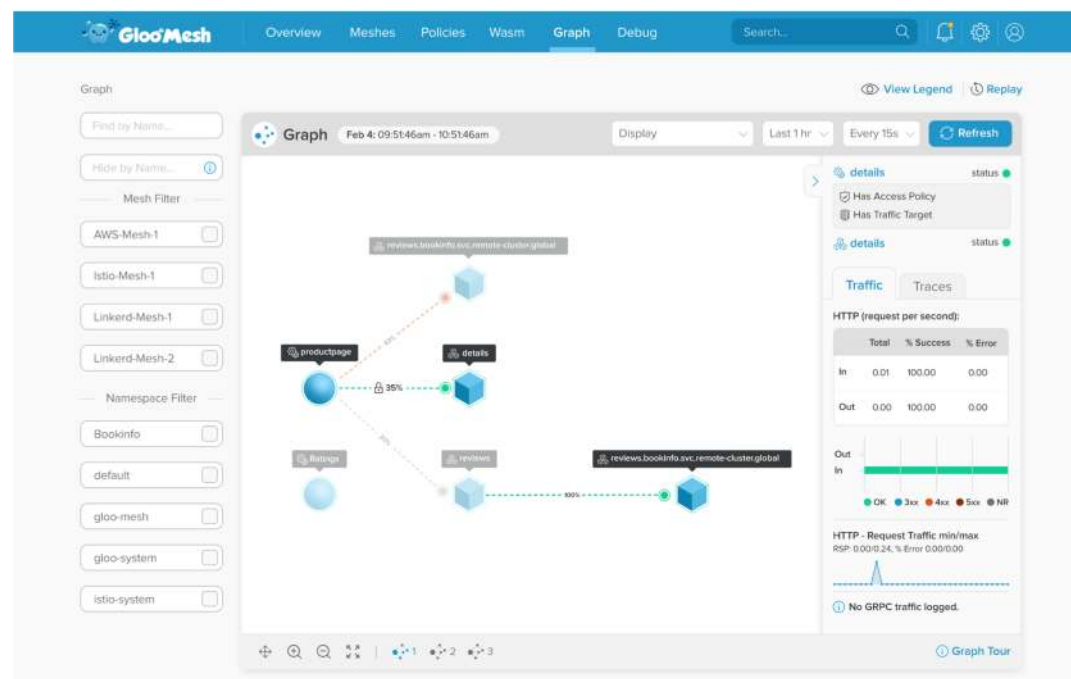 Gloo Mesh
Overview Meshes Policies Wasm Graph Debug Search...
Graph
View Legend Replay
Find by Name...
Hide by Name...
Mesh Filter
AWS-Mesh-1
Istio-Mesh-1
Linkerd-Mesh-1
Linkerd-Mesh-2
Namespace Filter
Bookinfo
default
gloo-mesh
gloo-system
istio-system
Graph Feb 4: 09:51:46am - 10:51:46am Display Last 1 hr Every 15s Refresh
reviews.bookinfo.svc.remote-cluster.global
productpage
details
35%
Ratings
reviews
reviews.bookinfo.svc.remote-cluster.global
100%
details status
Has Access Policy
Has Traffic Target
details status
Traffic Traces
HTTP (request per second):
Total % Success % Error
In 0.01 100.00 0.00
Out 0.00 100.00 0.00
Out
In
OK 3xx 4xx 5xx NR
HTTP - Request Traffic min/max
RSP: 0.00/0.24, % Error 0.00/0.00
No GRPC traffic logged.
1 2 3
Graph Tour